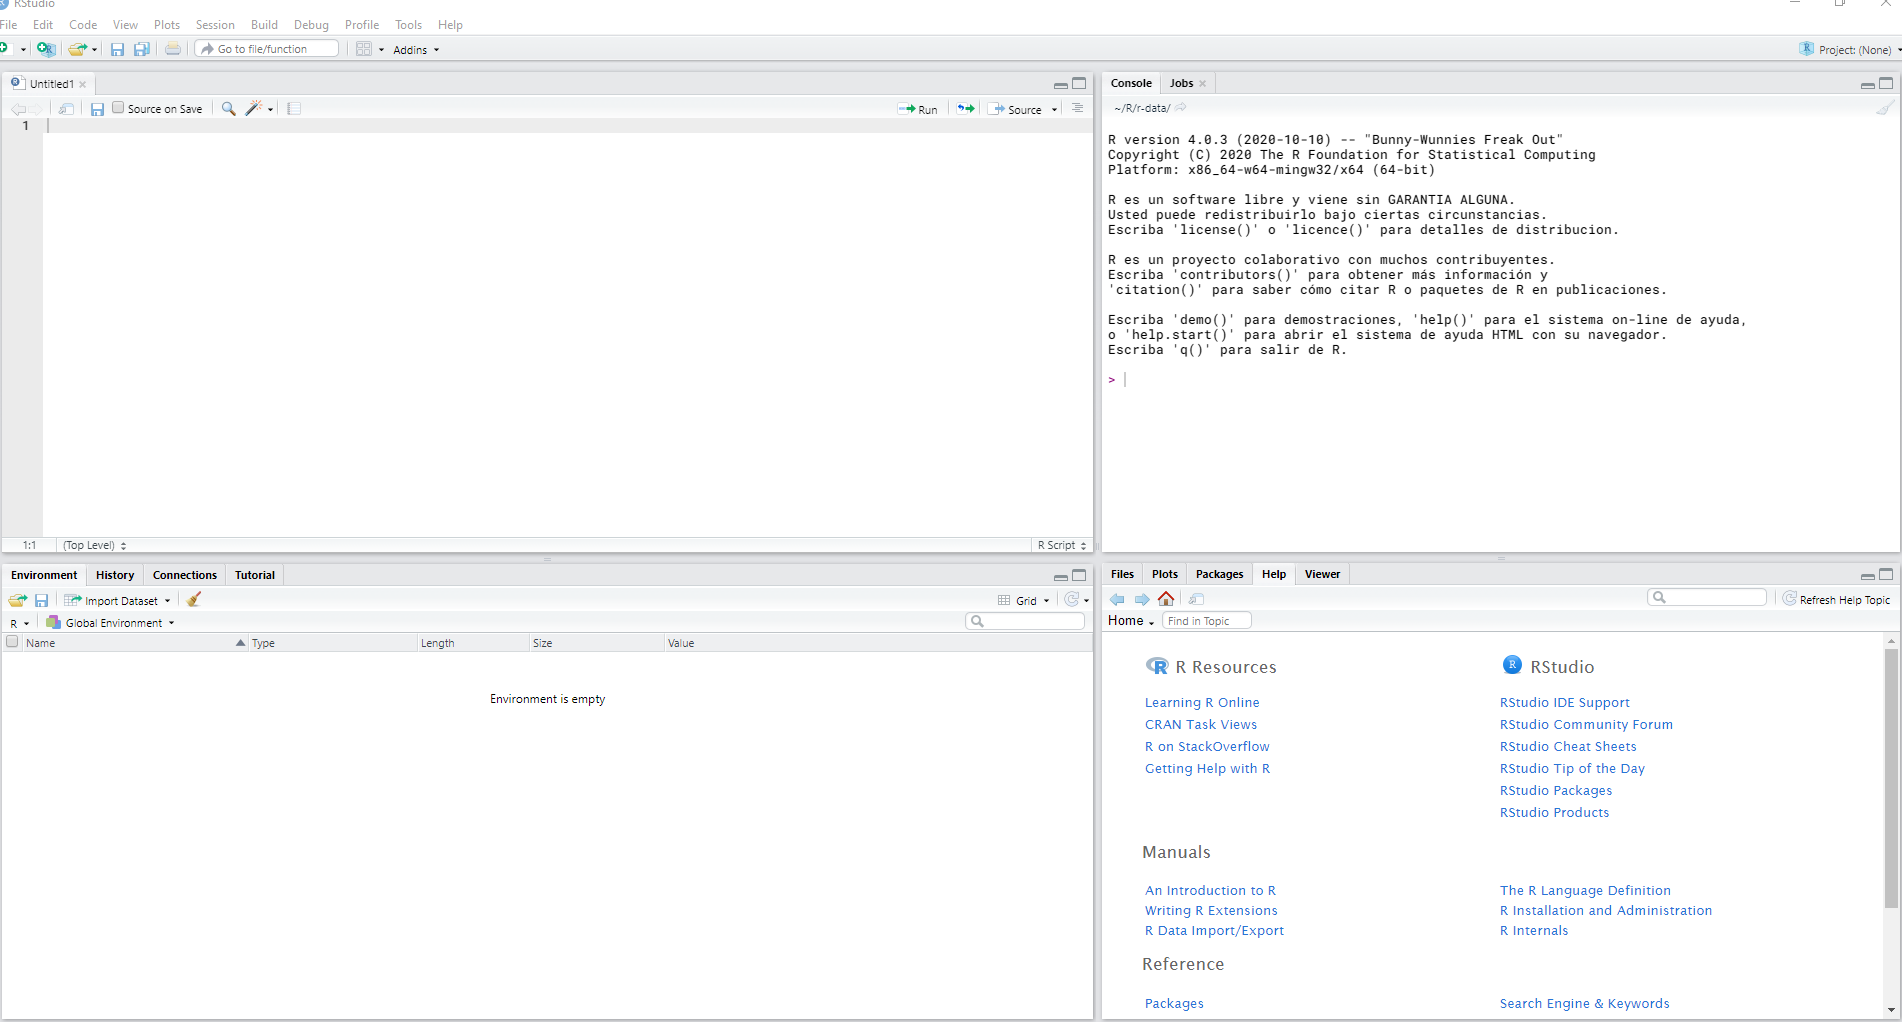 RStudio
File Edit Code View Plots Session Build Debug Profile Tools Help
Go to file/function Addins Project: (None)
Untitled1
Source on Save Run Source
1
1:1 (Top Level) R Script
Console Jobs
~/R/r-data/
R version 4.0.3 (2020-10-10) -- "Bunny-Wunnies Freak Out"
Copyright (C) 2020 The R Foundation for Statistical Computing
Platform: x86_64-w64-mingw32/x64 (64-bit)
R es un software libre y viene sin GARANTIA ALGUNA.
Usted puede redistribuirlo bajo ciertas circunstancias.
Escriba 'license()' o 'licence()' para detalles de distribucion.
R es un proyecto colaborativo con muchos contribuyentes.
Escriba 'contributors()' para obtener más información y
'citation()' para saber cómo citar R o paquetes de R en publicaciones.
Escriba 'demo()' para demostraciones, 'help()' para el sistema on-line de ayuda,
o 'help.start()' para abrir el sistema de ayuda HTML con su navegador.
Escriba 'q()' para salir de R.
>
Environment History Connections Tutorial
Import Dataset Grid
R Global Environment
Name Type Length Size Value
Environment is empty
Files Plots Packages Help Viewer
Refresh Help Topic
Home Find in Topic
R Resources
Learning R Online
CRAN Task Views
R on StackOverflow
Getting Help with R
R RStudio
RStudio IDE Support
RStudio Community Forum
RStudio Cheat Sheets
RStudio Tip of the Day
RStudio Packages
RStudio Products
Manuals
An Introduction to R
Writing R Extensions
R Data Import/Export
The R Language Definition
R Installation and Administration
R Internals
Reference
Packages
Search Engine & Keywords